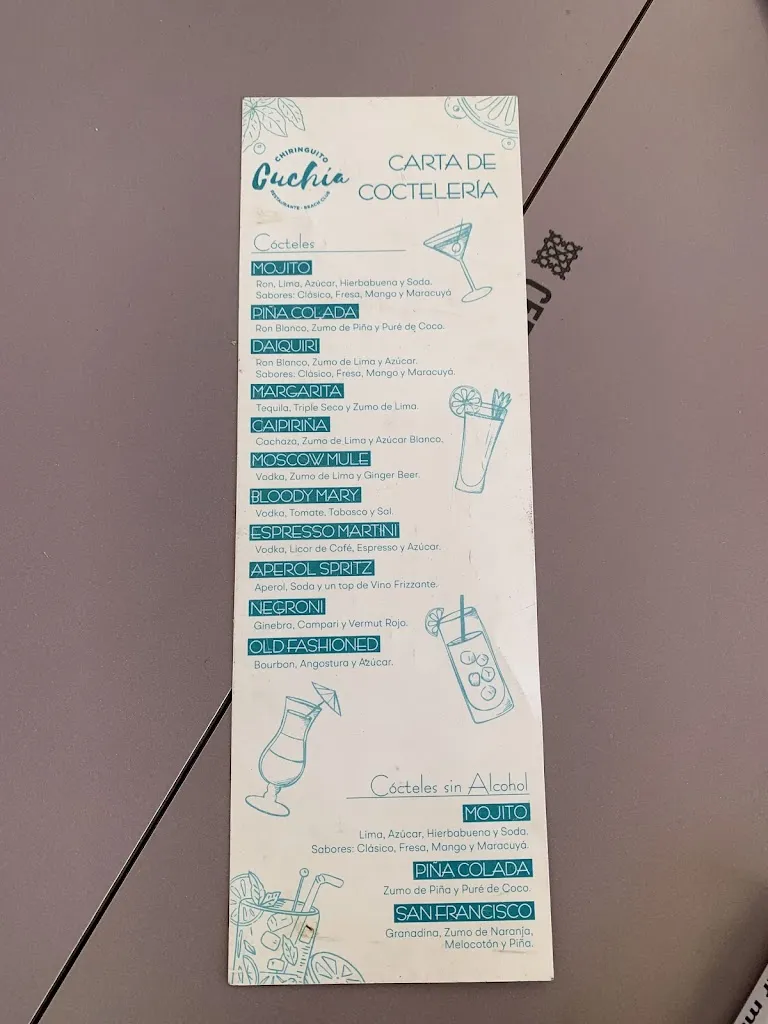 CHIRINGUITO
Cuchía
RESTAURANTE · BEACH CLUB
CARTA DE
COCTELERÍA
Cócteles
MOJITO
Ron, Lima, Azúcar, Hierbabuena y Soda.
Sabores: Clásica, Fresa, Mango y Maracuyá
PIÑA COLADA
Ron Blanco, Zumo de Piña y Puré de Coco.
DAIQUIRI
Ron Blanco, Zumo de Lima y Azúcar.
Sabores: Clásico, Fresa, Mango y Maracuyá.
MARGARITA
Tequila, Triple Seco y Zumo de Lima.
CAIPIRIÑA
Cachaza, Zumo de Lima y Azúcar Blanco.
MOSCOW MULE
Vodka, Zumo de Lima y Ginger Beer.
BLOODY MARY
Vodka, Tomate, Tabasco y Sal.
ESPRESSO MARTINI
Vodka, Licor de Café, Espresso y Azúcar.
APEROL SPRITZ
Aperol, Soda y un top de Vino Frizzante.
NEGRONI
Ginebra, Campari y Vermut Rojo.
OLD FASHIONED
Bourbon, Angostura y Azúcar.
Cócteles sin Alcohol
MOJITO
Lima, Azúcar, Hierbabuena y Soda.
Sabores: Clásico, Fresa, Mango y Maracuyá.
PIÑA COLADA
Zumo de Piña y Puré de Coco.
SAN FRANCISCO
Granadina, Zumo de Naranja,
Melocotón y Piña.